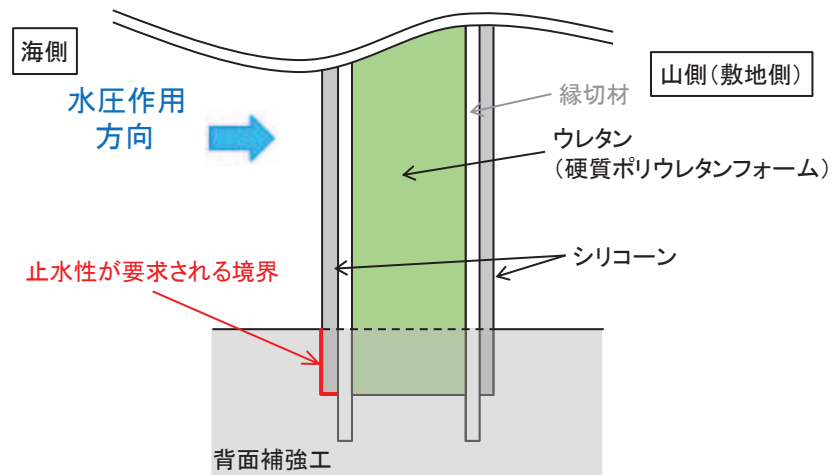 海側
山側(敷地側)
水圧作用
方向
縁切材
ウレタン
(硬質ポリウレタンフォーム)
シリコーン
止水性が要求される境界
背面補強工